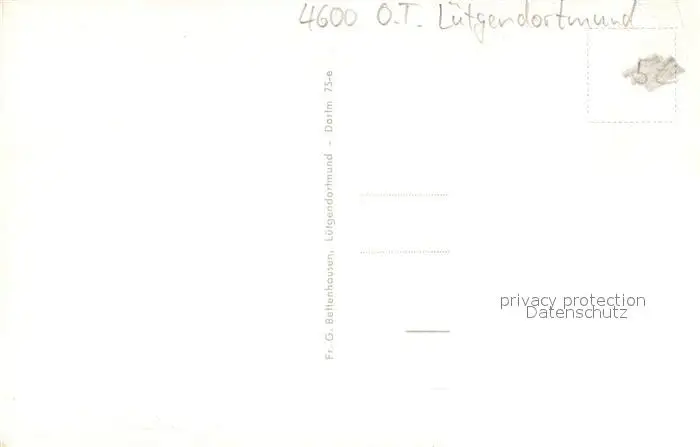 4600 O.T. Lütgendortmund
Fr. G. Bettenhausen, Lütgendortmund - Dortm 75-e
privacy protection
Datenschutz